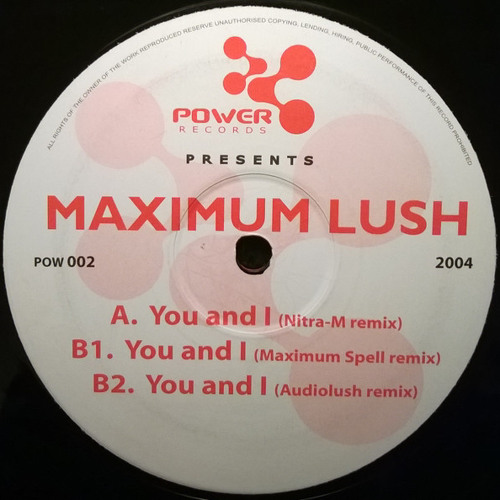 ALL RIGHTS OF THE OWNER OF THE WORK REPRODUCED RESERVE UNAUTHORISED COPYING, LENDING, HIRING, PUBLIC PERFORMANCE OF THIS RECORD PROHIBITED
POWER
RECORDS
PRESENTS
MAXIMUM LUSH
POW 002
2004
A. You and I (Nitra-M remix)
B1. You and I (Maximum Spell remix)
B2. You and I (Audiolush remix)